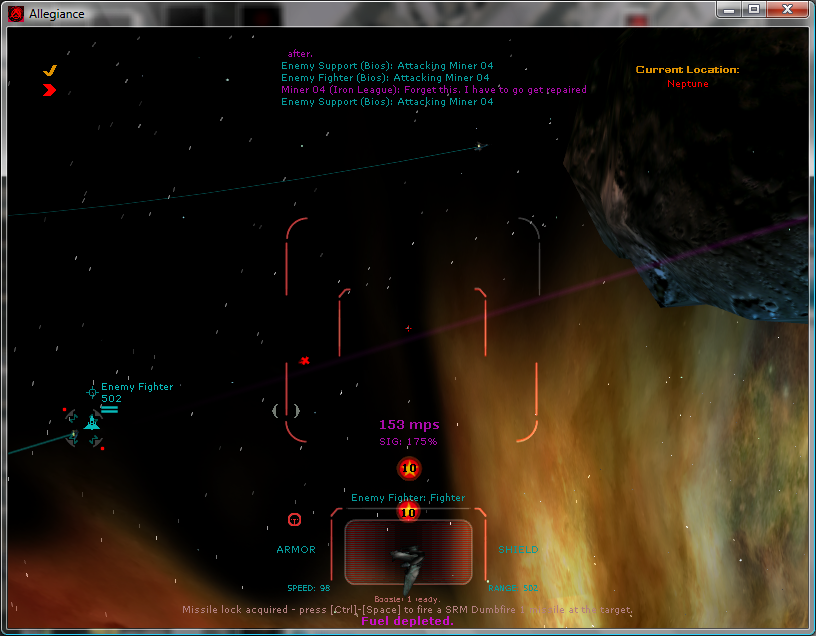 Allegiance
after.
Enemy Support (Bios): Attacking Miner 04
Enemy Fighter (Bios): Attacking Miner 04
Miner 04 (Iron League): Forget this. I have to go get repaired
Enemy Support (Bios): Attacking Miner 04
Current Location:
Neptune
Enemy Fighter
502
153 mps
SIG: 175%
10
Enemy Fighter: Fighter
10
ARMOR
SHIELD
SPEED: 98
RANGE: 502
Booster 1 ready.
Missile lock acquired - press [Ctrl]-[Space] to fire a SRM Dumbfire 1 missile at the target.
Fuel depleted.